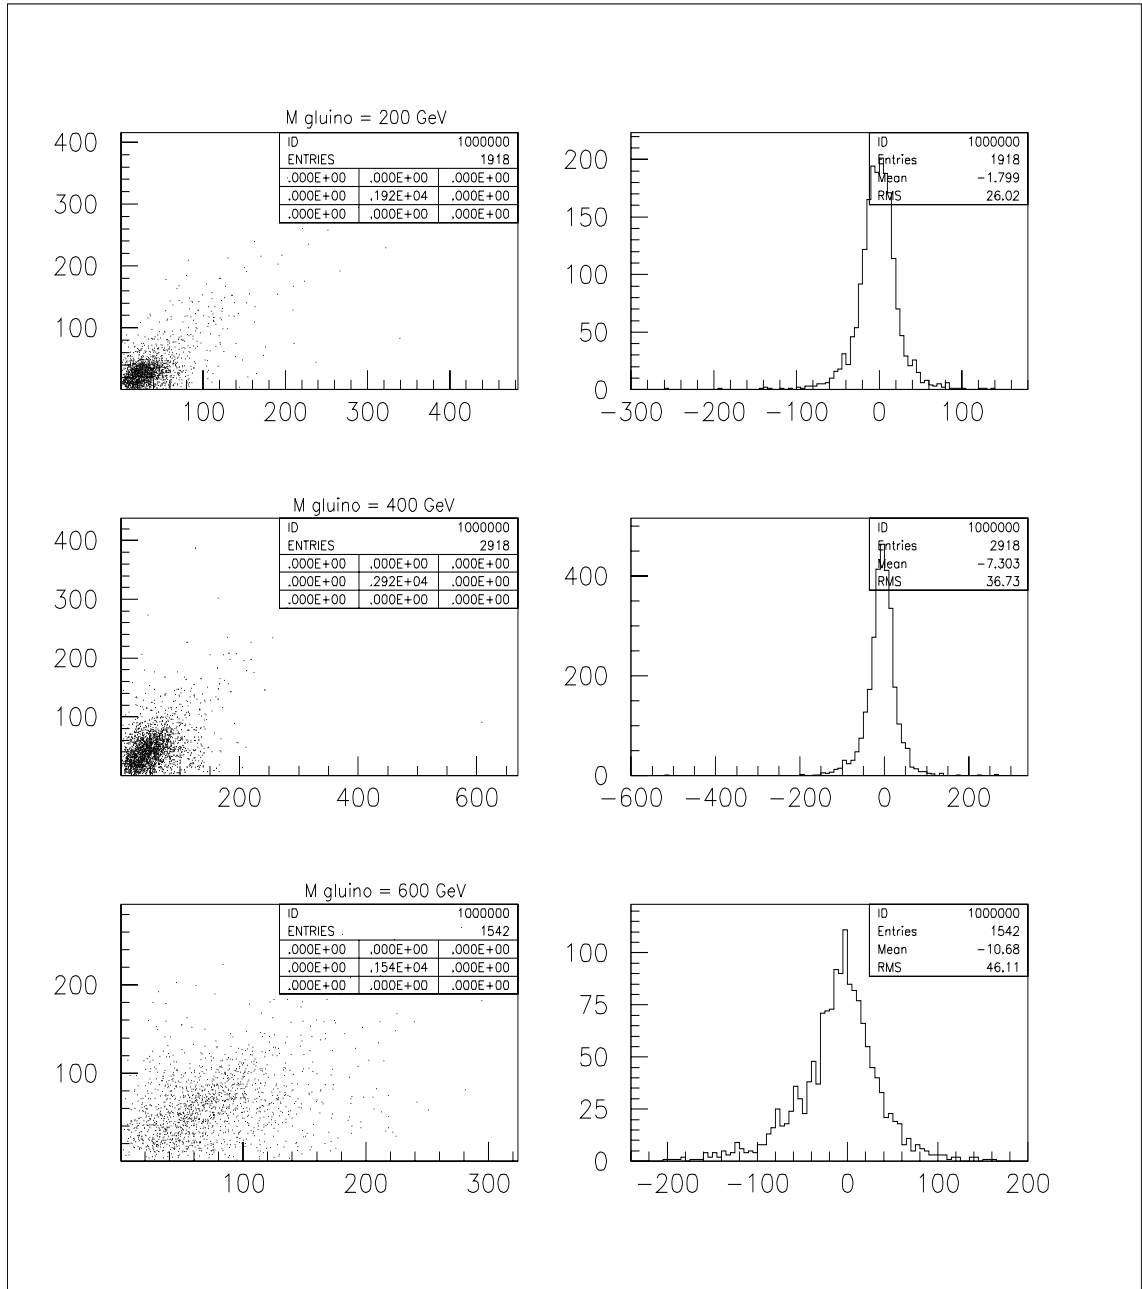 M gluino = 200 GeV
ID 1000000
ENTRIES 1918
.000E+00 .000E+00 .000E+00
.000E+00 .192E+04 .000E+00
.000E+00 .000E+00 .000E+00
400
300
200
100
100 200 300 400
ID 1000000
Entries 1918
Mean -1.799
RMS 26.02
200
150
100
50
0
-300 -200 -100 0 100
M gluino = 400 GeV
ID 1000000
ENTRIES 2918
.000E+00 .000E+00 .000E+00
.000E+00 .292E+04 .000E+00
.000E+00 .000E+00 .000E+00
400
300
200
100
200 400 600
ID 1000000
Entries 2918
Mean -7.303
RMS 36.73
400
200
0
-600 -400 -200 0 200
M gluino = 600 GeV
ID 1000000
ENTRIES 1542
.000E+00 .000E+00 .000E+00
.000E+00 .154E+04 .000E+00
.000E+00 .000E+00 .000E+00
200
100
100 200 300
ID 1000000
Entries 1542
Mean -10.68
RMS 46.11
100
75
50
25
0
-200 -100 0 100 200